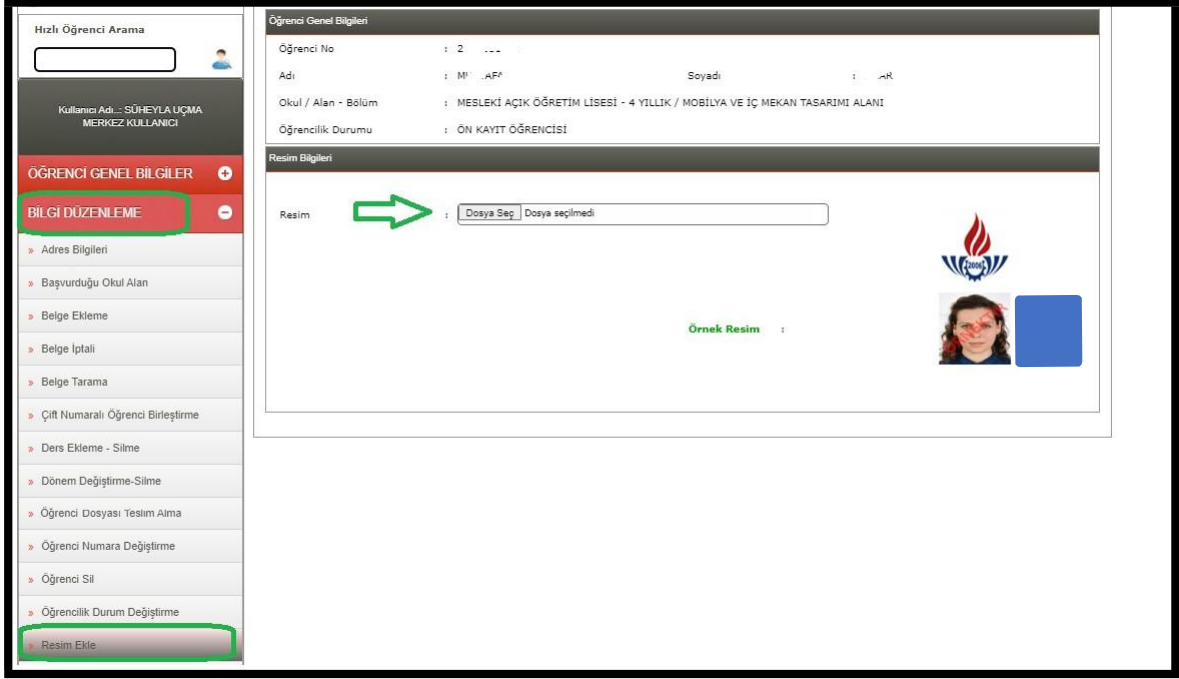 Hızlı Öğrenci Arama
Kullanıcı Adı..: SÜHEYLA UÇMA
MERKEZ KULLANICI
ÖĞRENCİ GENEL BİLGİLER
BİLGİ DÜZENLEME
» Adres Bilgileri
» Başvurduğu Okul Alan
» Belge Ekleme
» Belge İptali
» Belge Tarama
» Çift Numaralı Öğrenci Birleştirme
» Ders Ekleme - Silme
» Dönem Değiştirme-Silme
» Öğrenci Dosyası Teslim Alma
» Öğrenci Numara Değiştirme
» Öğrenci Sil
» Öğrencilik Durum Değiştirme
» Resim Ekle
Öğrenci Genel Bilgileri
Öğrenci No : 2
Adı : Soyadı :
Okul / Alan - Bölüm : MESLEKİ AÇIK ÖĞRETİM LİSESİ - 4 YILLIK / MOBİLYA VE İÇ MEKAN TASARIMI ALANI
Öğrencilik Durumu : ÖN KAYIT ÖĞRENCİSİ
Resim Bilgileri
Resim : Dosya Seç Dosya seçilmedi
2006
Örnek Resim :